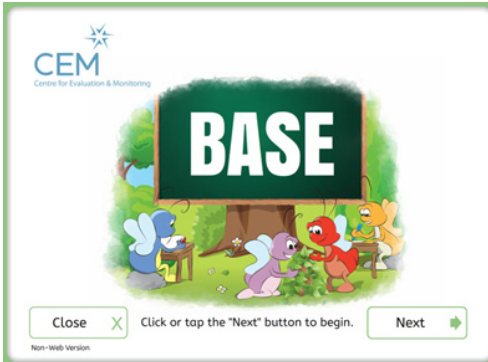 CEM
Centre for Evaluation & Monitoring
BASE
Close X Click or tap the "Next" button to begin. Next
Non-Web Version